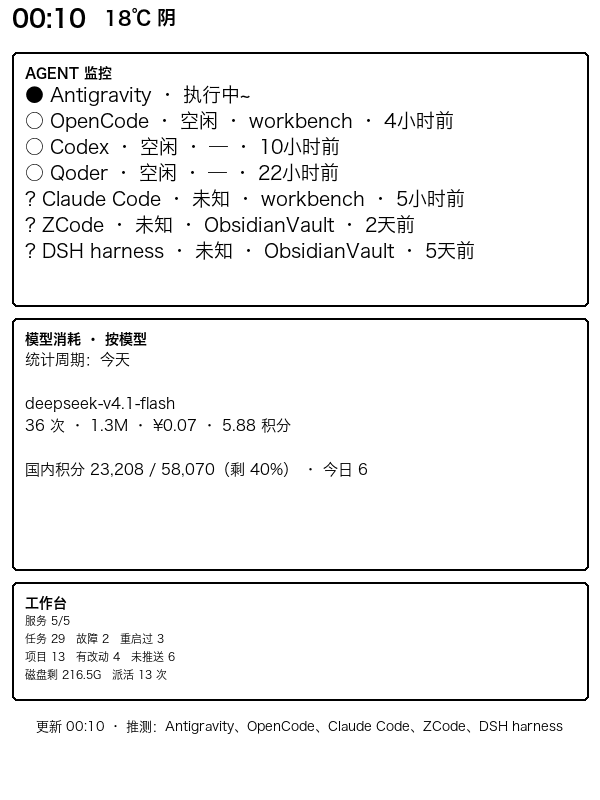 00:10 18℃ 阴
AGENT 监控
● Antigravity · 执行中~
○ OpenCode · 空闲 · workbench · 4小时前
○ Codex · 空闲 · — · 10小时前
○ Qoder · 空闲 · — · 22小时前
? Claude Code · 未知 · workbench · 5小时前
? ZCode · 未知 · ObsidianVault · 2天前
? DSH harness · 未知 · ObsidianVault · 5天前
模型消耗 · 按模型
统计周期：今天
deepseek-v4.1-flash
36 次 · 1.3M · ¥0.07 · 5.88 积分
国内积分 23,208 / 58,070（剩 40%） · 今日 6
工作台
服务 5/5
任务 29 故障 2 重启过 3
项目 13 有改动 4 未推送 6
磁盘剩 216.5G 派活 13 次
更新 00:10 · 推测：Antigravity、OpenCode、Claude Code、ZCode、DSH harness